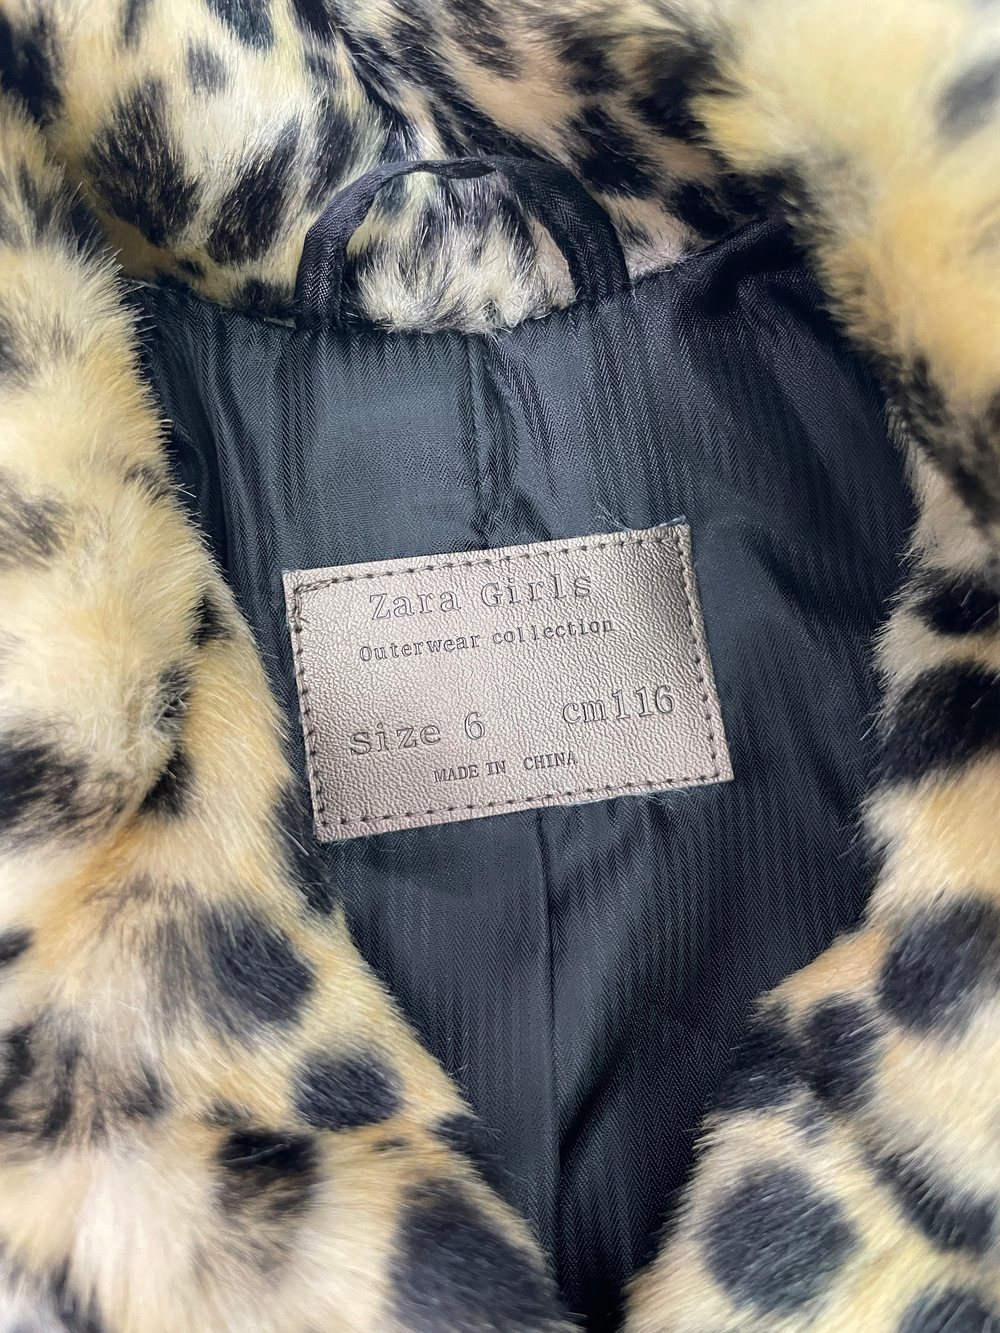 Zara Girls
Outerwear collection
size 6 cm116
MADE IN CHINA